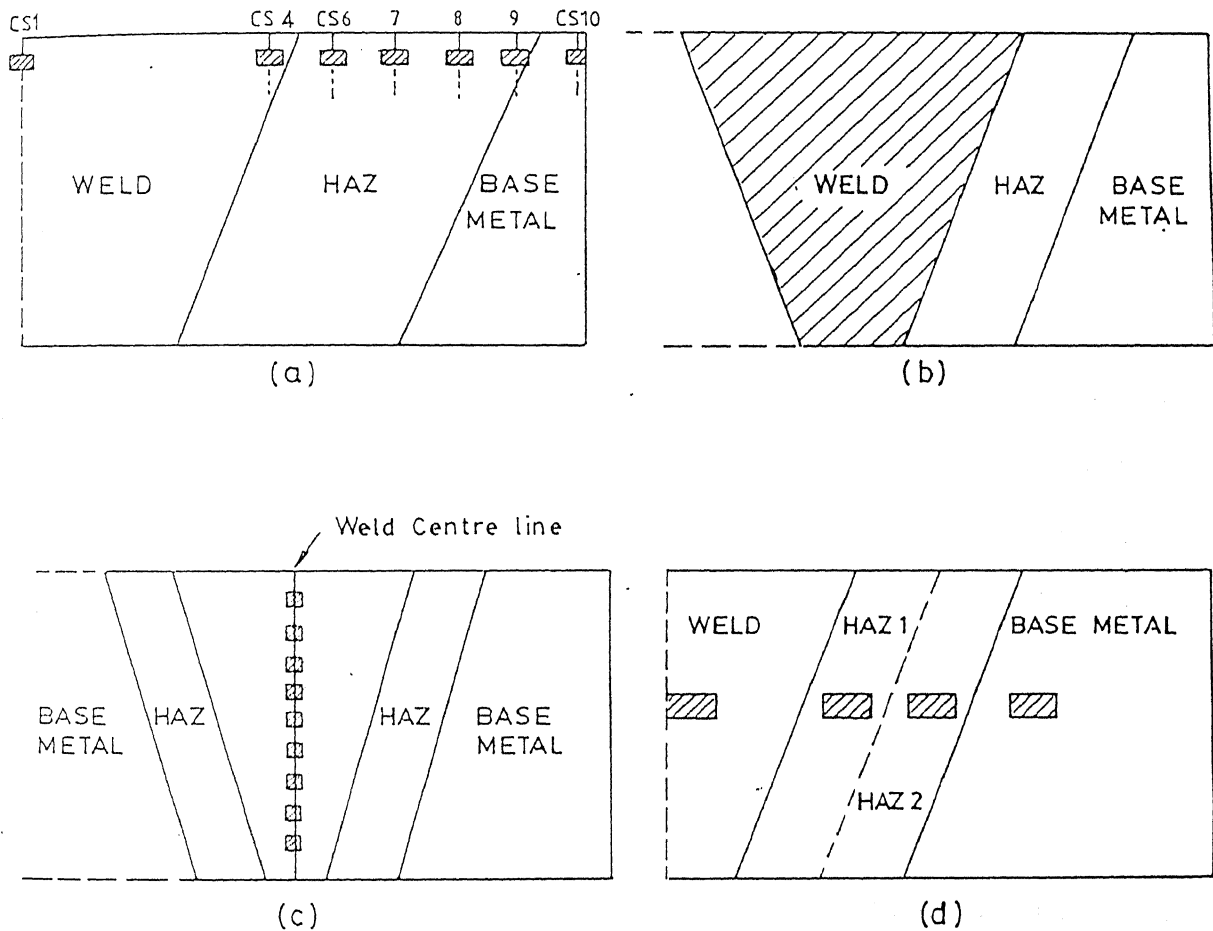 CS1 CS 4 CS6 7 8 9 CS10
WELD HAZ BASE
METAL
(a)
WELD HAZ BASE
METAL
(b)
Weld Centre line
BASE
METAL
HAZ
HAZ
BASE
METAL
(c)
WELD HAZ 1 BASE METAL
HAZ 2
(d)